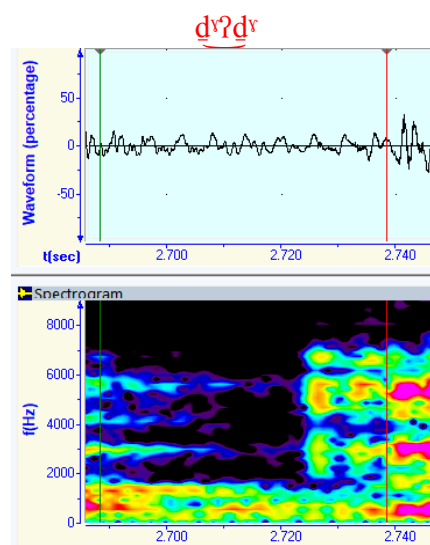 d̠ˠ͜ʔd̠ˠ
Waveform (percentage)
50
0
-50
t(sec) 2.700 2.720 2.740
Spectrogram
f(Hz)
8000
6000
4000
2000
0
2.700 2.720 2.740